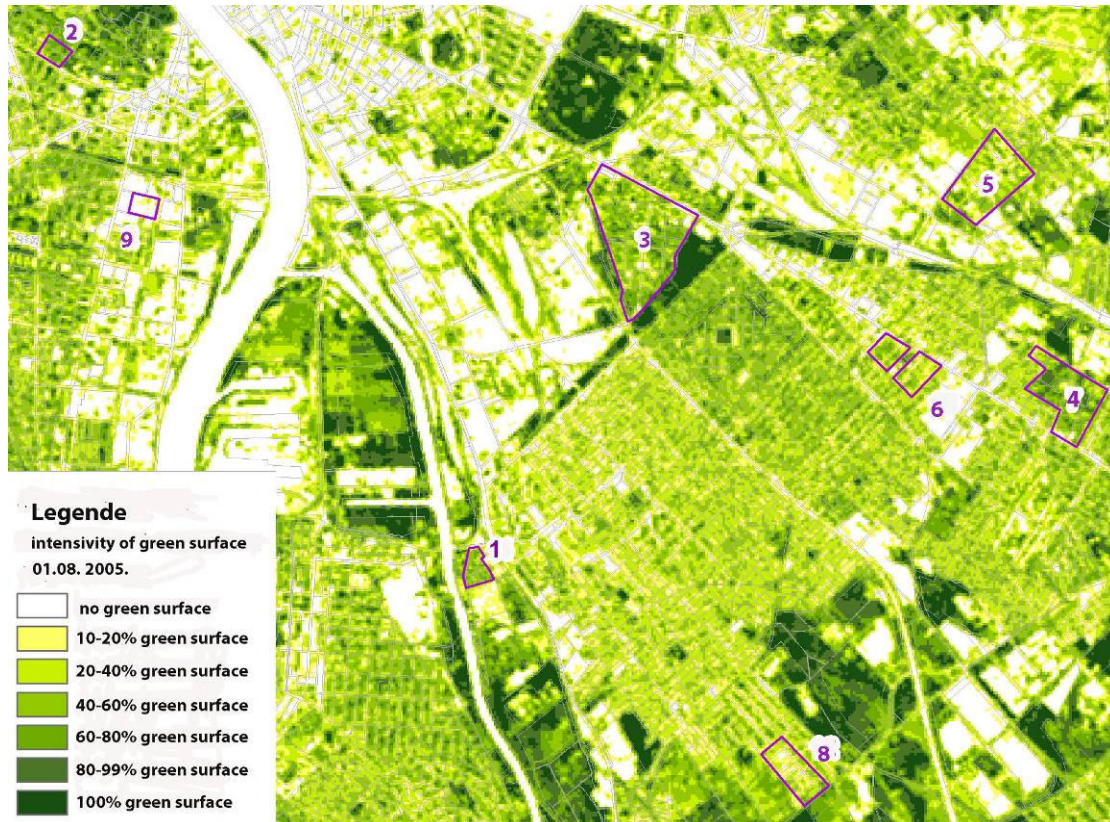 2
5
3
9
6
4
1
8
Legende
intensivity of green surface
01.08. 2005.
no green surface
10-20% green surface
20-40% green surface
40-60% green surface
60-80% green surface
80-99% green surface
100% green surface